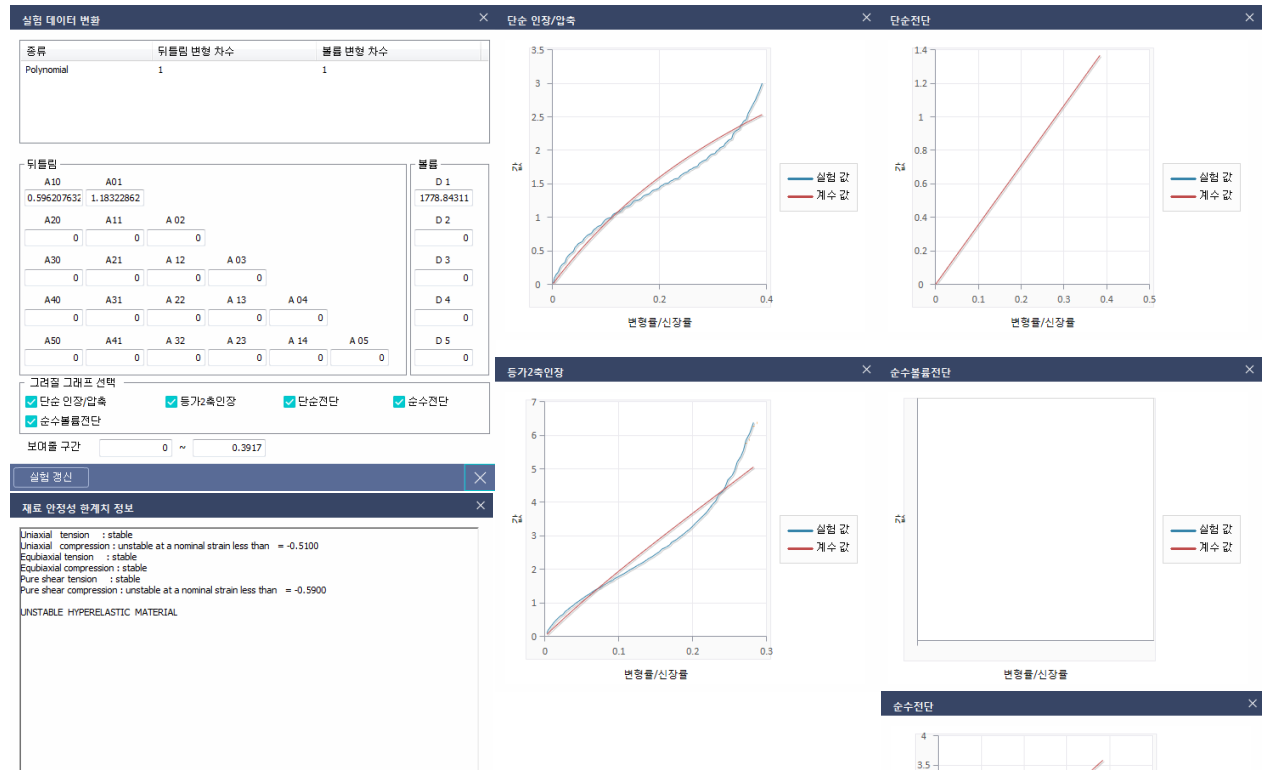 실험 데이터 변환
종류 뒤틀림 변형 차수 볼륨 변형 차수
Polynomial 1 1
뒤틀림
A10 A01
0.596207632 1.18322862
A20 A11 A 02
0 0 0
A30 A21 A 12 A 03
0 0 0 0
A40 A31 A 22 A 13 A 04
0 0 0 0 0
A50 A41 A 32 A 23 A 14 A 05
0 0 0 0 0 0
볼륨
D 1
1778.84311
D 2
0
D 3
0
D 4
0
D 5
0
그려질 그래프 선택
단순 인장/압축 등가2축인장 단순전단 순수전단
순수볼륨전단
보여줄 구간 0 ~ 0.3917
실험 갱신
재료 안정성 한계치 정보
Uniaxial tension : stable
Uniaxial compression : unstable at a nominal strain less than = -0.5100
Equbiaxial tension : stable
Equbiaxial compression : stable
Pure shear tension : stable
Pure shear compression : unstable at a nominal strain less than = -0.5900
UNSTABLE HYPERELASTIC MATERIAL
단순 인장/압축
3.5
3
2.5
2
1.5
1
0.5
0
0 0.2 0.4
값
변형률/신장률
실험 값
계수 값
단순전단
1.4
1.2
1
0.8
0.6
0.4
0.2
0
0 0.1 0.2 0.3 0.4 0.5
값
변형률/신장률
실험 값
계수 값
등가2축인장
7
6
5
4
3
2
1
0
0 0.1 0.2 0.3
값
변형률/신장률
실험 값
계수 값
순수볼륨전단
값
변형률/신장률
실험 값
계수 값
순수전단
4
3.5